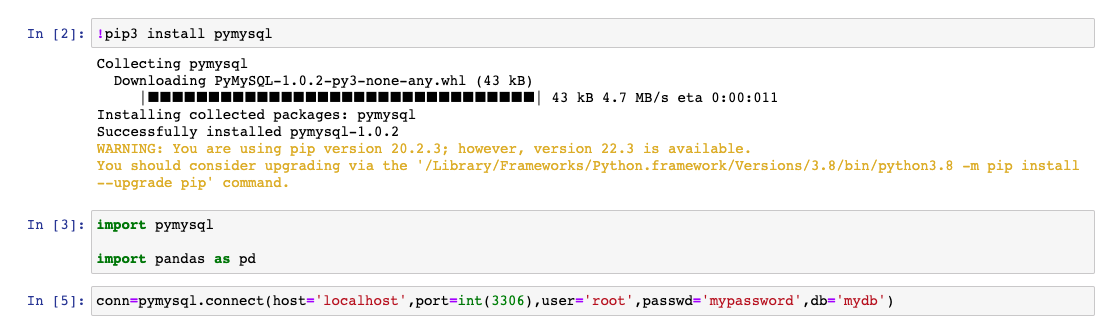 In [2]: !pip3 install pymysql
Collecting pymysql
Downloading PyMySQL-1.0.2-py3-none-any.whl (43 kB)
|████████████████████████████████| 43 kB 4.7 MB/s eta 0:00:011
Installing collected packages: pymysql
Successfully installed pymysql-1.0.2
WARNING: You are using pip version 20.2.3; however, version 22.3 is available.
You should consider upgrading via the '/Library/Frameworks/Python.framework/Versions/3.8/bin/python3.8 -m pip install
--upgrade pip' command.
In [3]: import pymysql
import pandas as pd
In [5]: conn=pymysql.connect(host='localhost',port=int(3306),user='root',passwd='mypassword',db='mydb')